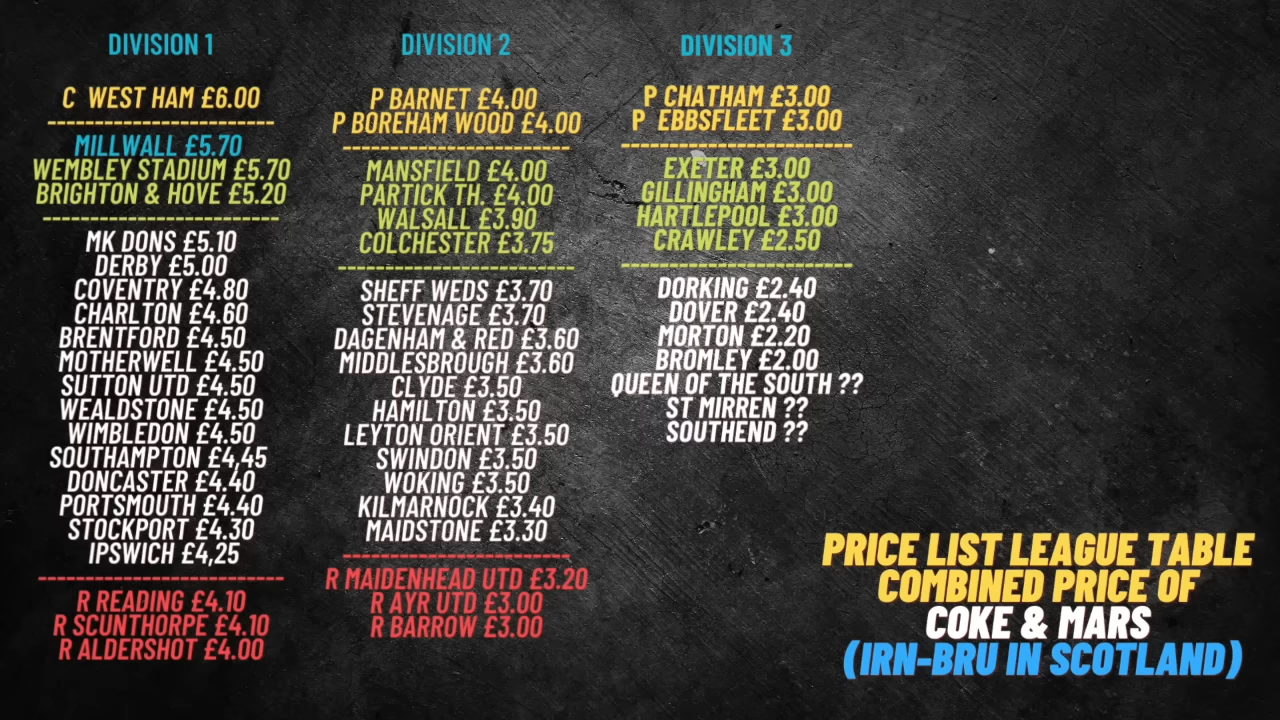 DIVISION 1
C WEST HAM £6.00
------------------------
MILLWALL £5.70
WEMBLEY STADIUM £5.70
BRIGHTON & HOVE £5.20
-------------------------
MK DONS £5.10
DERBY £5.00
COVENTRY £4.80
CHARLTON £4.60
BRENTFORD £4.50
MOTHERWELL £4.50
SUTTON UTD £4.50
WEALDSTONE £4.50
WIMBLEDON £4.50
SOUTHAMPTON £4,45
DONCASTER £4.40
PORTSMOUTH £4.40
STOCKPORT £4.30
IPSWICH £4,25
--------------------------
R READING £4.10
R SCUNTHORPE £4.10
R ALDERSHOT £4.00
DIVISION 2
P BARNET £4.00
P BOREHAM WOOD £4.00
------------------------
MANSFIELD £4.00
PARTICK TH. £4.00
WALSALL £3.90
COLCHESTER £3.75
-------------------------
SHEFF WEDS £3.70
STEVENAGE £3.70
DAGENHAM & RED £3.60
MIDDLESBROUGH £3.60
CLYDE £3.50
HAMILTON £3.50
LEYTON ORIENT £3.50
SWINDON £3.50
WOKING £3.50
KILMARNOCK £3.40
MAIDSTONE £3.30
------------------------
R MAIDENHEAD UTD £3.20
R AYR UTD £3.00
R BARROW £3.00
DIVISION 3
P CHATHAM £3.00
P EBBSFLEET £3.00
-------------------------
EXETER £3.00
GILLINGHAM £3.00
HARTLEPOOL £3.00
CRAWLEY £2.50
-------------------------
DORKING £2.40
DOVER £2.40
MORTON £2.20
BROMLEY £2.00
QUEEN OF THE SOUTH ??
ST MIRREN ??
SOUTHEND ??
PRICE LIST LEAGUE TABLE
COMBINED PRICE OF
COKE & MARS
(IRN-BRU IN SCOTLAND)